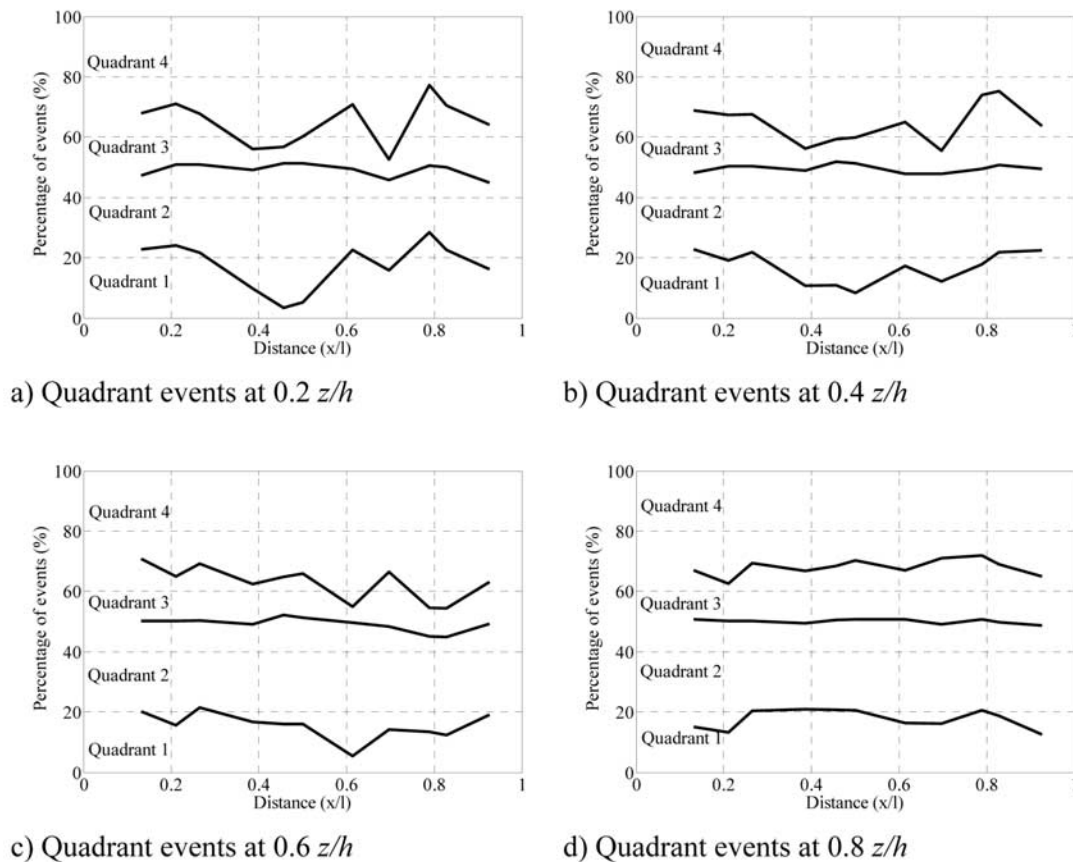 100
80
60
40
20
0
Percentage of events (%)
Quadrant 4
Quadrant 3
Quadrant 2
Quadrant 1
0 0.2 0.4 0.6 0.8 1
Distance (x/l)
a) Quadrant events at 0.2 z/h
100
80
60
40
20
0
Percentage of events (%)
Quadrant 4
Quadrant 3
Quadrant 2
Quadrant 1
0 0.2 0.4 0.6 0.8 1
Distance (x/l)
b) Quadrant events at 0.4 z/h
100
80
60
40
20
0
Percentage of events (%)
Quadrant 4
Quadrant 3
Quadrant 2
Quadrant 1
0 0.2 0.4 0.6 0.8 1
Distance (x/l)
c) Quadrant events at 0.6 z/h
100
80
60
40
20
0
Percentage of events (%)
Quadrant 4
Quadrant 3
Quadrant 2
Quadrant 1
0 0.2 0.4 0.6 0.8 1
Distance (x/l)
d) Quadrant events at 0.8 z/h